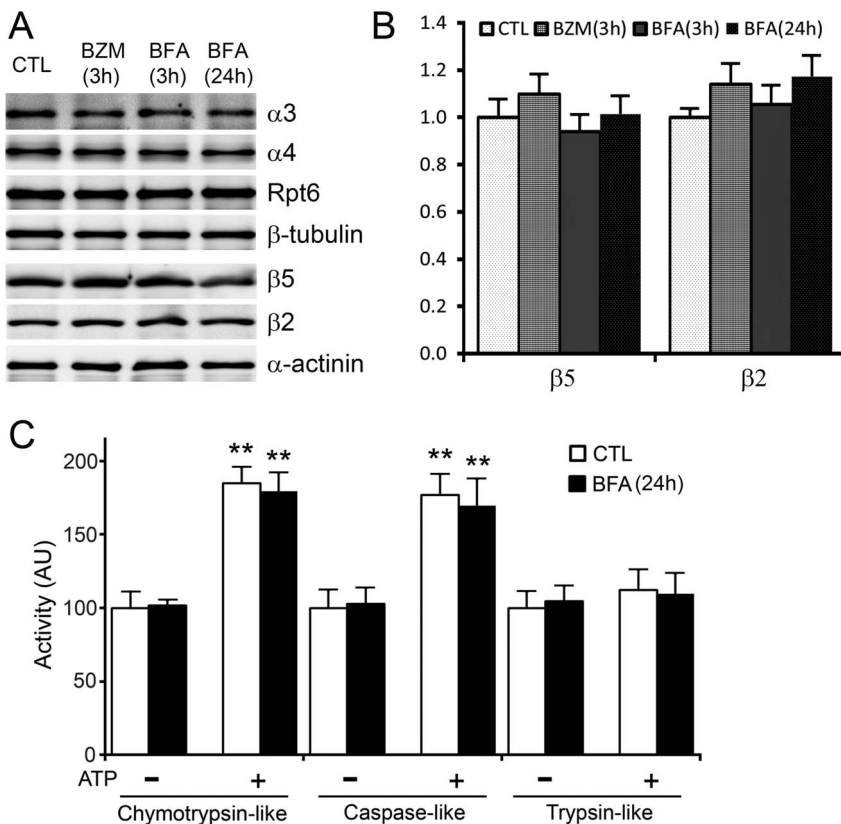 A
CTL BZM (3h) BFA (3h) BFA (24h)
α3
α4
Rpt6
β-tubulin
β5
β2
α-actinin
B
CTL BZM(3h) BFA(3h) BFA(24h)
1.4
1.2
1.0
0.8
0.6
0.4
0.2
0.0
β5 β2
C
CTL
BFA (24h)
Activity (AU)
200
150
100
50
0
** ** ** **
ATP - + - + - +
Chymotrypsin-like Caspase-like Trypsin-like